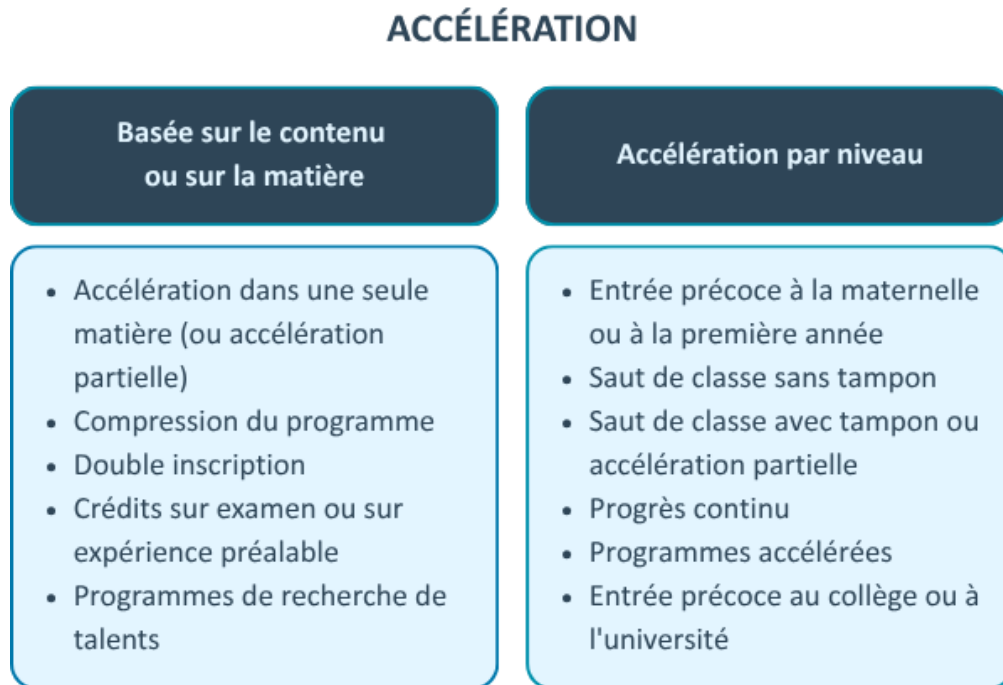 ACCÉLÉRATION
Basée sur le contenu
ou sur la matière
• Accélération dans une seule
matière (ou accélération
partielle)
• Compression du programme
• Double inscription
• Crédits sur examen ou sur
expérience préalable
• Programmes de recherche de
talents
Accélération par niveau
• Entrée précoce à la maternelle
ou à la première année
• Saut de classe sans tampon
• Saut de classe avec tampon ou
accélération partielle
• Progrès continu
• Programmes accélérées
• Entrée précoce au collège ou à
l'université